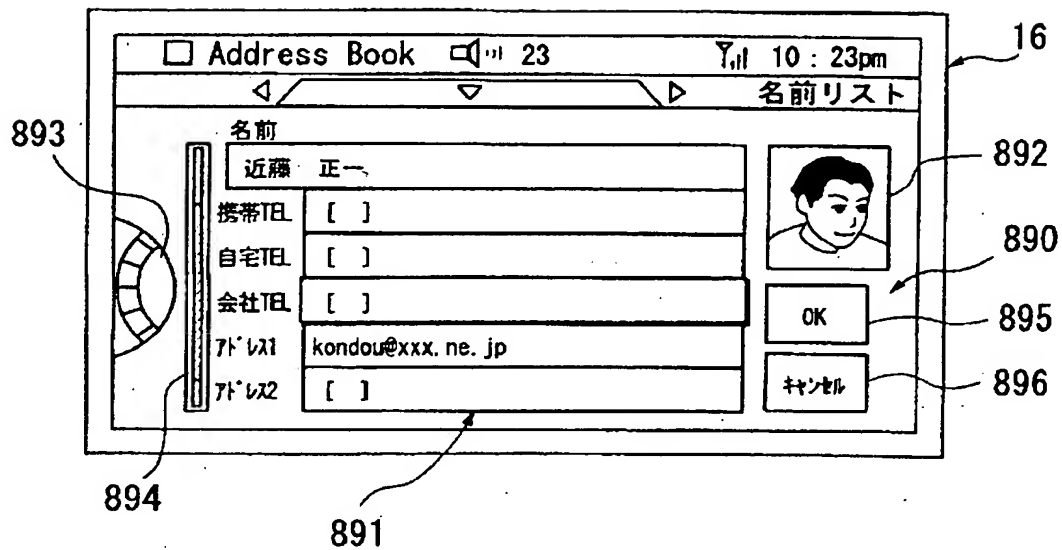 Address Book 23 10 : 23pm
名前リスト
名前
近藤 正一
携帯TEL [ ]
自宅TEL [ ]
会社TEL [ ]
アドレス1 kondou@xxx.ne.jp
アドレス2 [ ]
OK
キャンセル
16
893
892
890
895
896
894
891